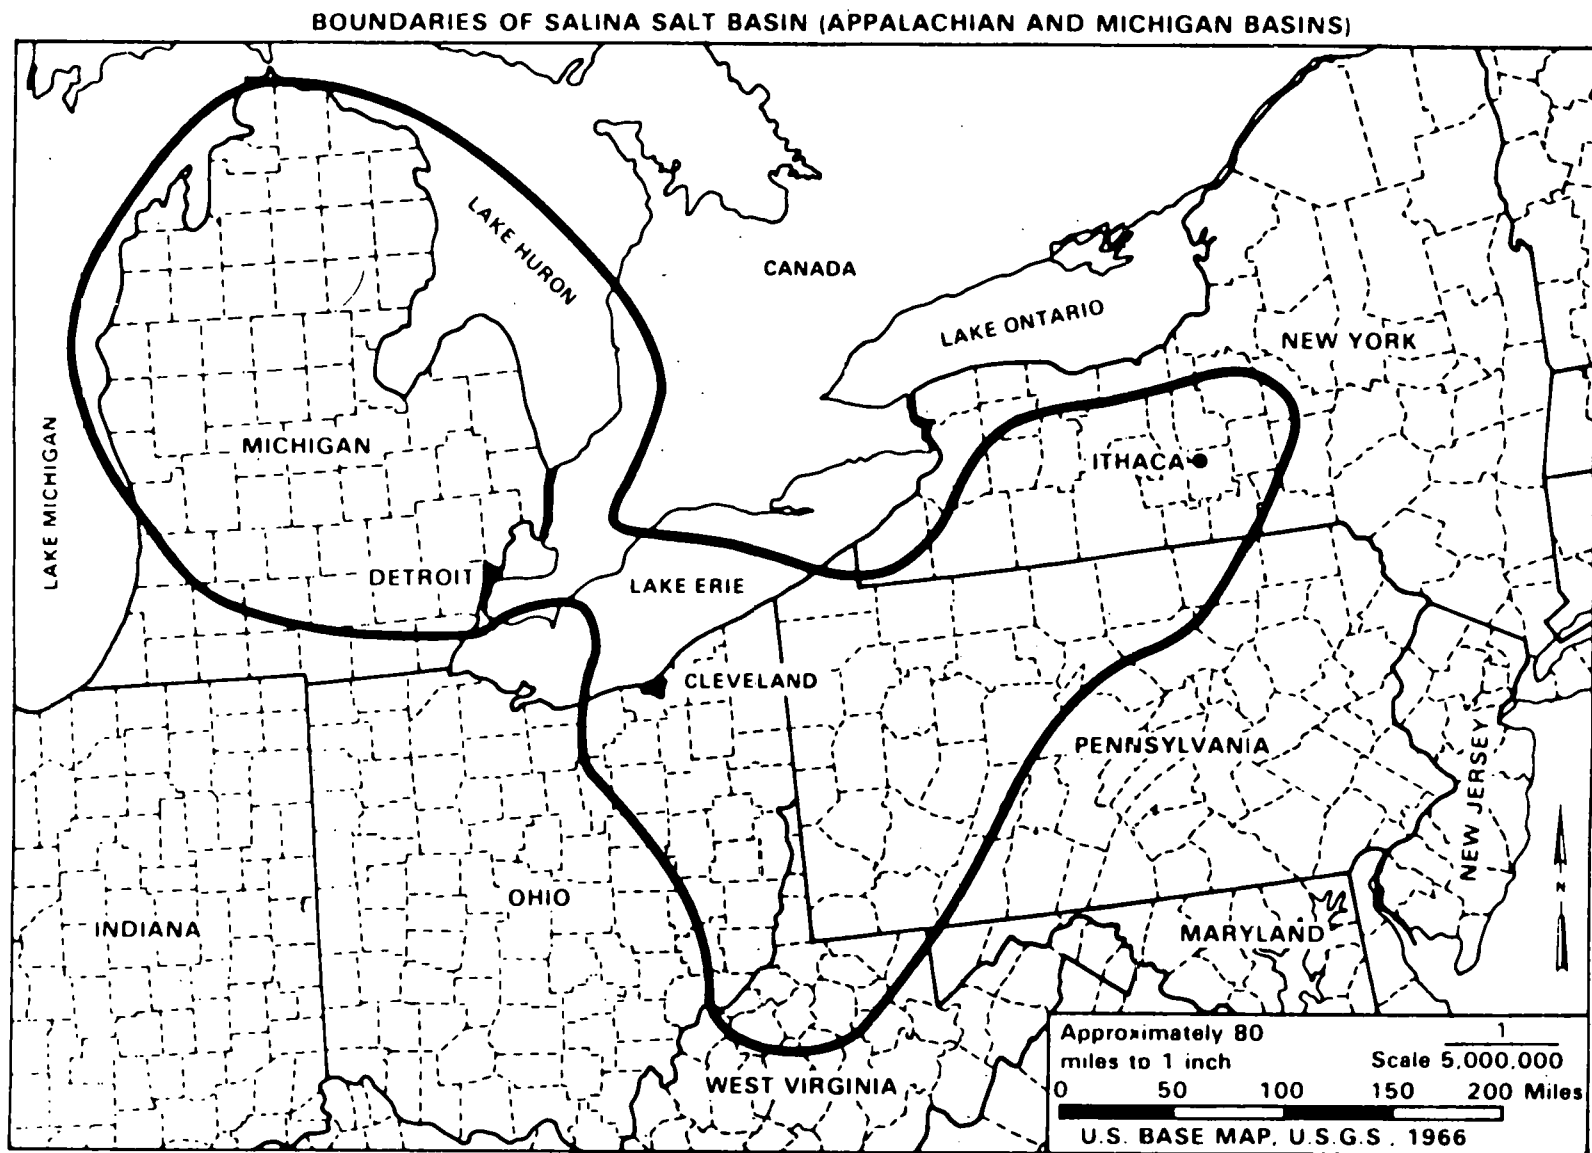 BOUNDARIES OF SALINA SALT BASIN (APPALACHIAN AND MICHIGAN BASINS)
LAKE HURON
CANADA
LAKE ONTARIO
NEW YORK
LAKE MICHIGAN
MICHIGAN
ITHACA
DETROIT
LAKE ERIE
CLEVELAND
PENNSYLVANIA
NEW JERSEY
OHIO
INDIANA
MARYLAND
N
WEST VIRGINIA
Approximately 80
miles to 1 inch
1
Scale 5,000,000
0 50 100 150 200 Miles
U.S. BASE MAP, U.S.G.S., 1966